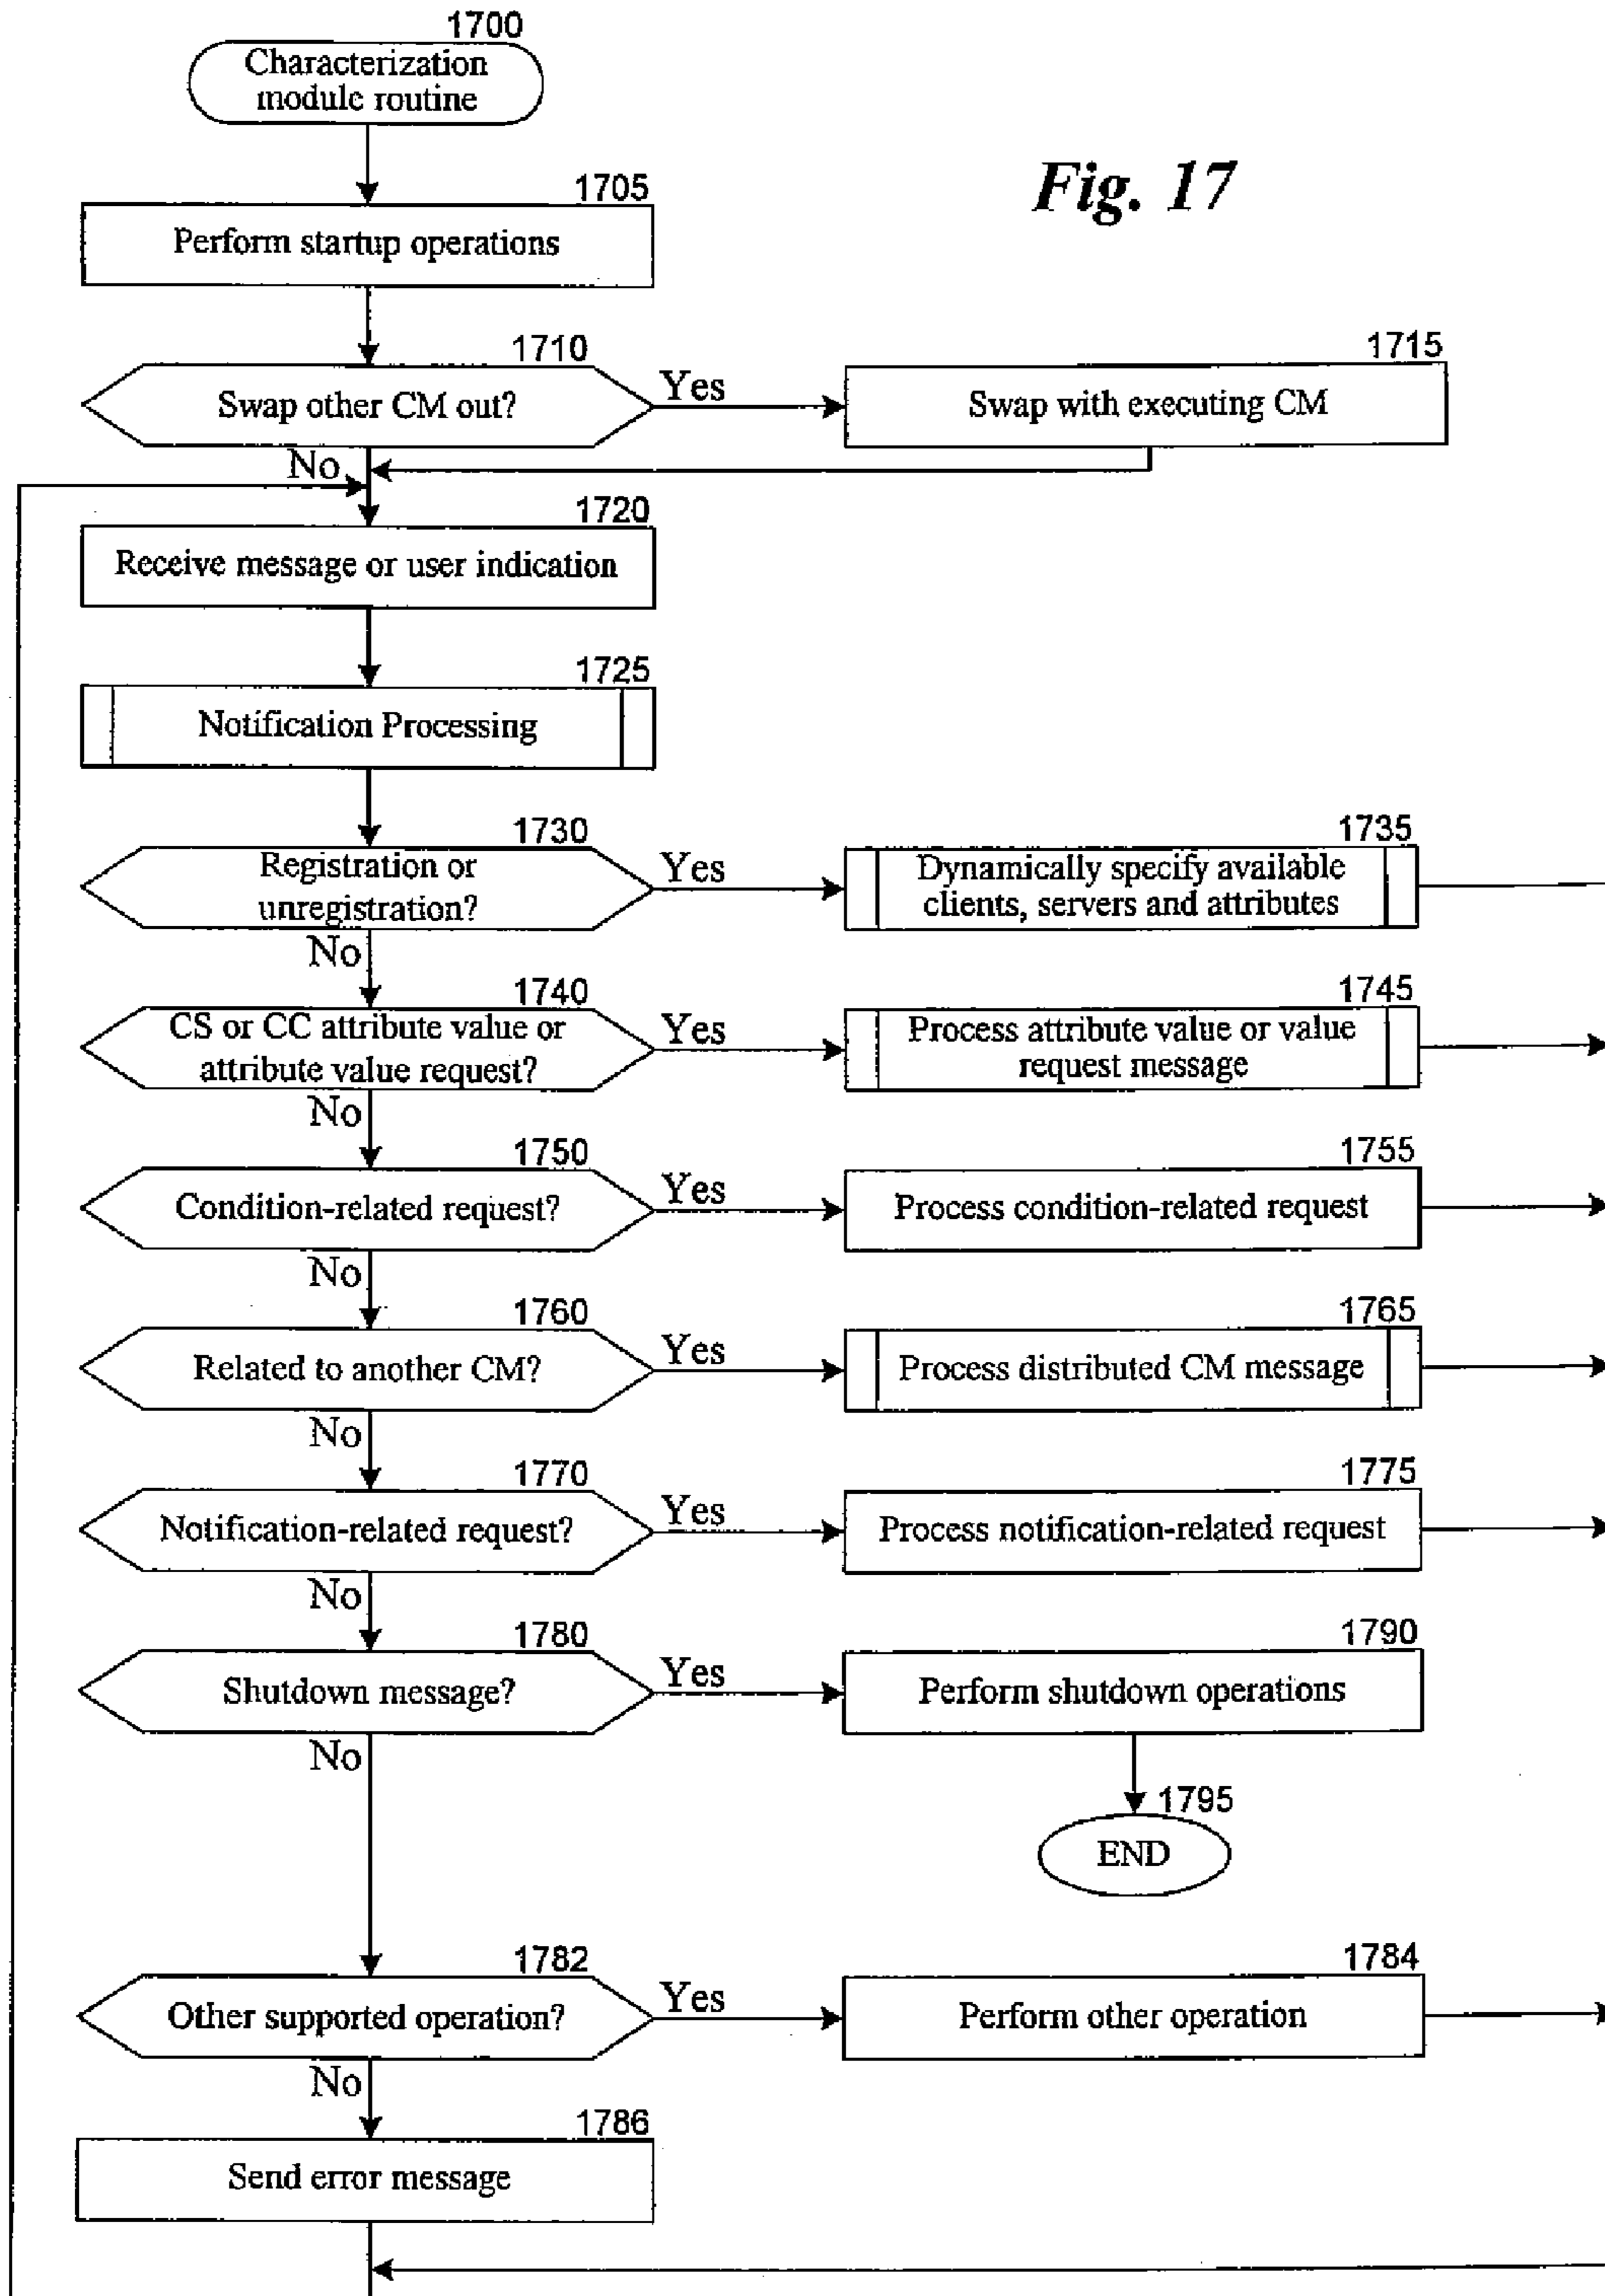 1700
Characterization
module routine
Fig. 17
1705
Perform startup operations
1710
Swap other CM out?
Yes
1715
Swap with executing CM
No
1720
Receive message or user indication
1725
Notification Processing
1730
Registration or
unregistration?
Yes
1735
Dynamically specify available
clients, servers and attributes
No
1740
CS or CC attribute value or
attribute value request?
Yes
1745
Process attribute value or value
request message
No
1750
Condition-related request?
Yes
1755
Process condition-related request
No
1760
Related to another CM?
Yes
1765
Process distributed CM message
No
1770
Notification-related request?
Yes
1775
Process notification-related request
No
1780
Shutdown message?
Yes
1790
Perform shutdown operations
No
1795
END
1782
Other supported operation?
Yes
1784
Perform other operation
No
1786
Send error message